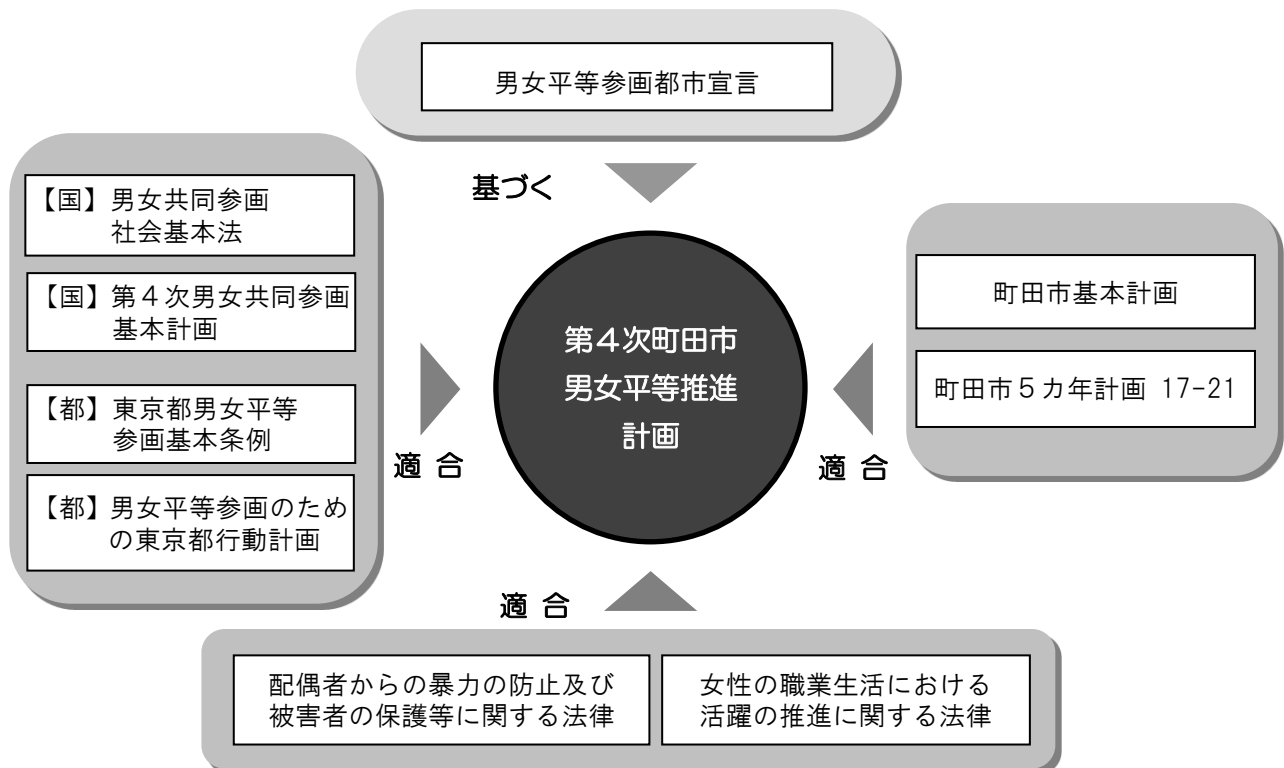 男女平等参画都市宣言
基づく
【国】男女共同参画
社会基本法
【国】第４次男女共同参画
基本計画
【都】東京都男女平等
参画基本条例
【都】男女平等参画のため
の東京都行動計画
適 合
第４次町田市
男女平等推進
計画
町田市基本計画
町田市５カ年計画 17-21
適 合
適 合
配偶者からの暴力の防止及び
被害者の保護等に関する法律
女性の職業生活における
活躍の推進に関する法律